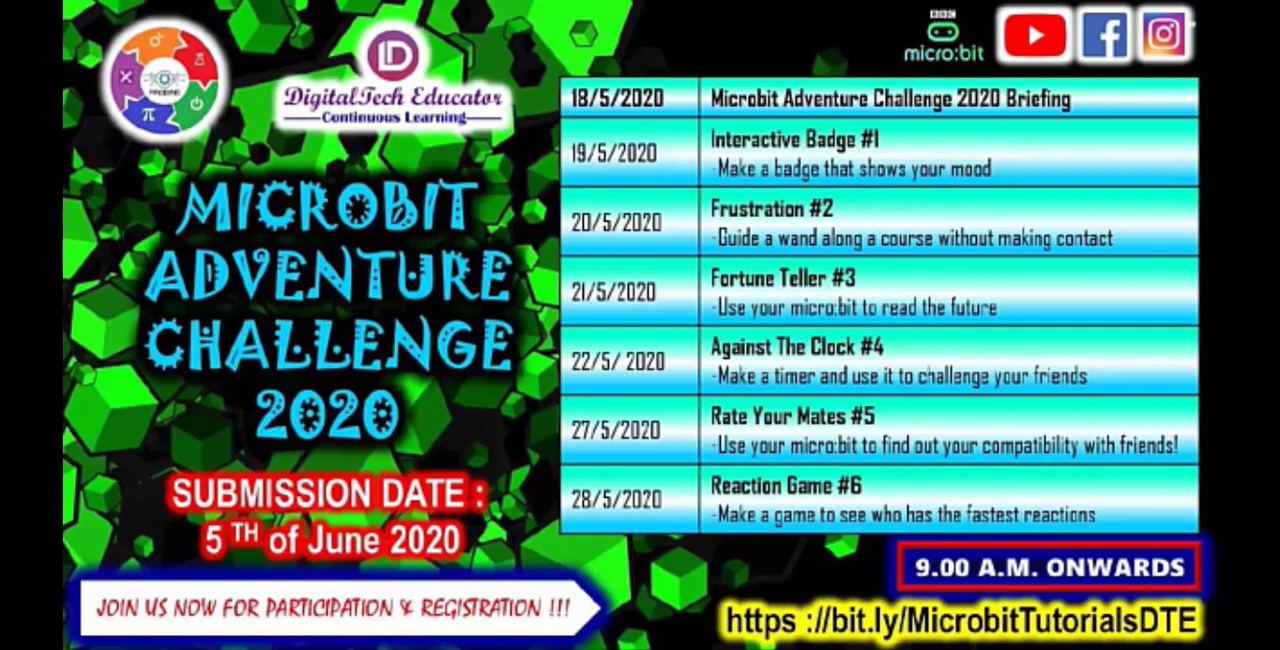 DigitalTech Educator
Continuous Learning
MICROBIT
ADVENTURE
CHALLENGE
2020
SUBMISSION DATE :
5 TH of June 2020
JOIN US NOW FOR PARTICIPATION & REGISTRATION !!!
BBC
micro:bit
18/5/2020 Microbit Adventure Challenge 2020 Briefing
19/5/2020 Interactive Badge #1
-Make a badge that shows your mood
20/5/2020 Frustration #2
-Guide a wand along a course without making contact
21/5/2020 Fortune Teller #3
-Use your micro:bit to read the future
22/5/ 2020 Against The Clock #4
-Make a timer and use it to challenge your friends
27/5/2020 Rate Your Mates #5
-Use your micro:bit to find out your compatibility with friends!
28/5/2020 Reaction Game #6
-Make a game to see who has the fastest reactions
9.00 A.M. ONWARDS
https ://bit.ly/MicrobitTutorialsDTE